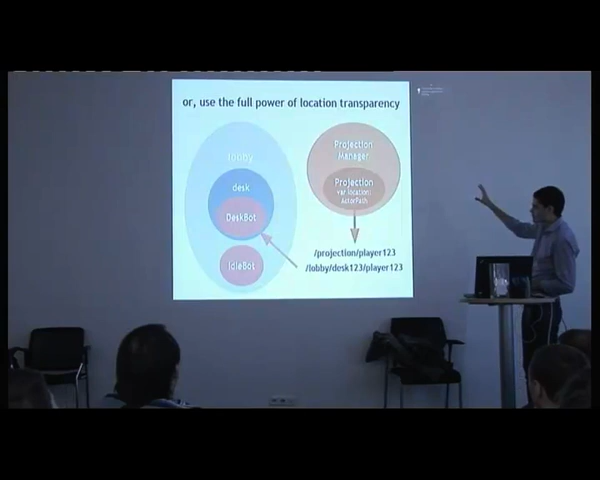 or, use the full power of location transparency
lobby
desk
DeskBot
IdleBot
Projection
Manager
Projection
var location:
ActorPath
/projection/player123
/lobby/desk123/player123